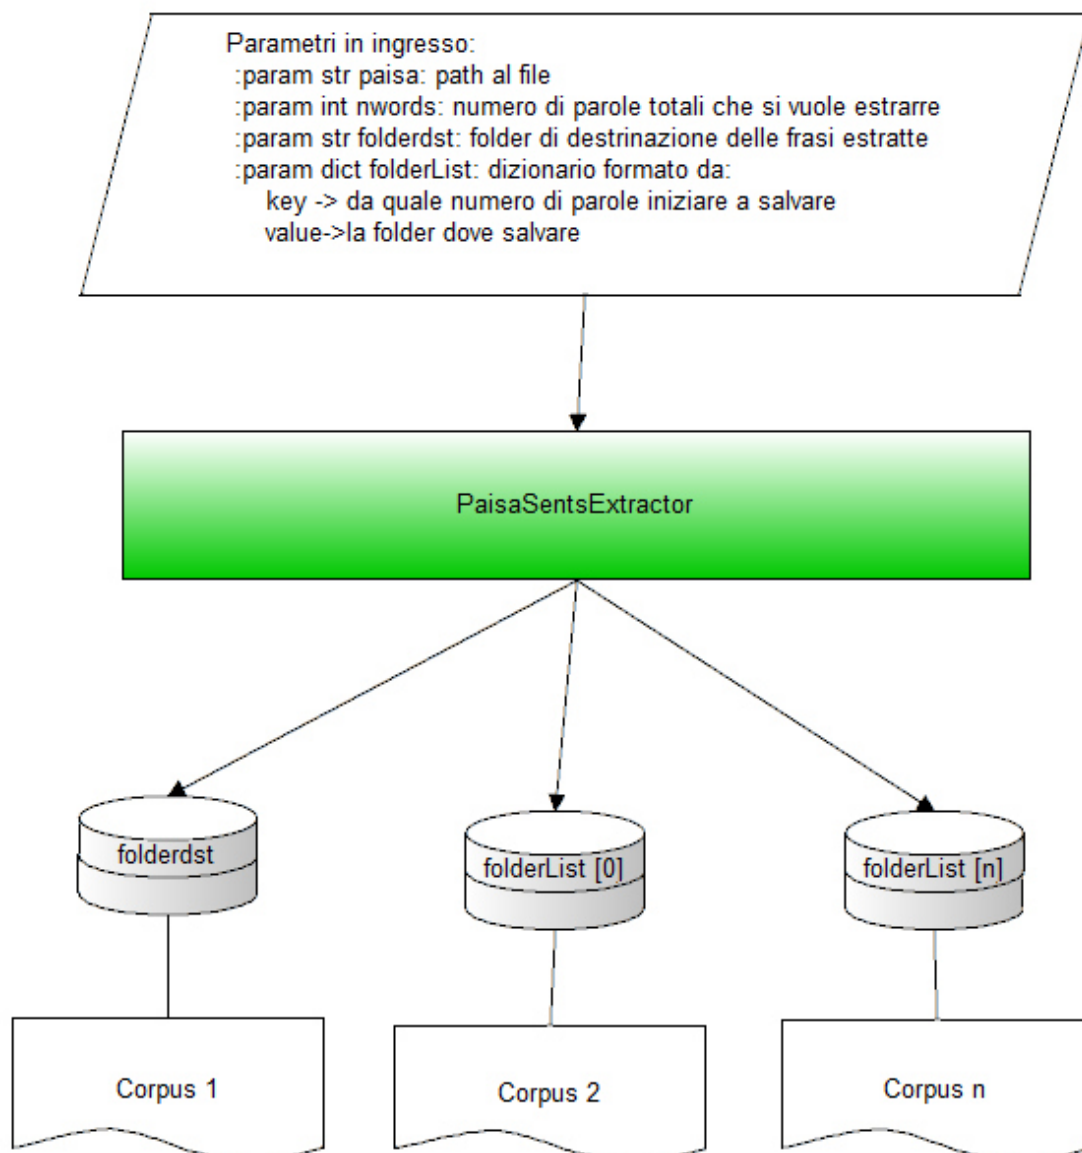 Parametri in ingresso:
:param str paisa: path al file
:param int nwords: numero di parole totali che si vuole estrarre
:param str folderdst: folder di destrinazione delle frasi estratte
:param dict folderList: dizionario formato da:
key -> da quale numero di parole iniziare a salvare
value->la folder dove salvare
PaisaSentsExtractor
folderdst
folderList [0]
folderList [n]
Corpus 1
Corpus 2
Corpus n